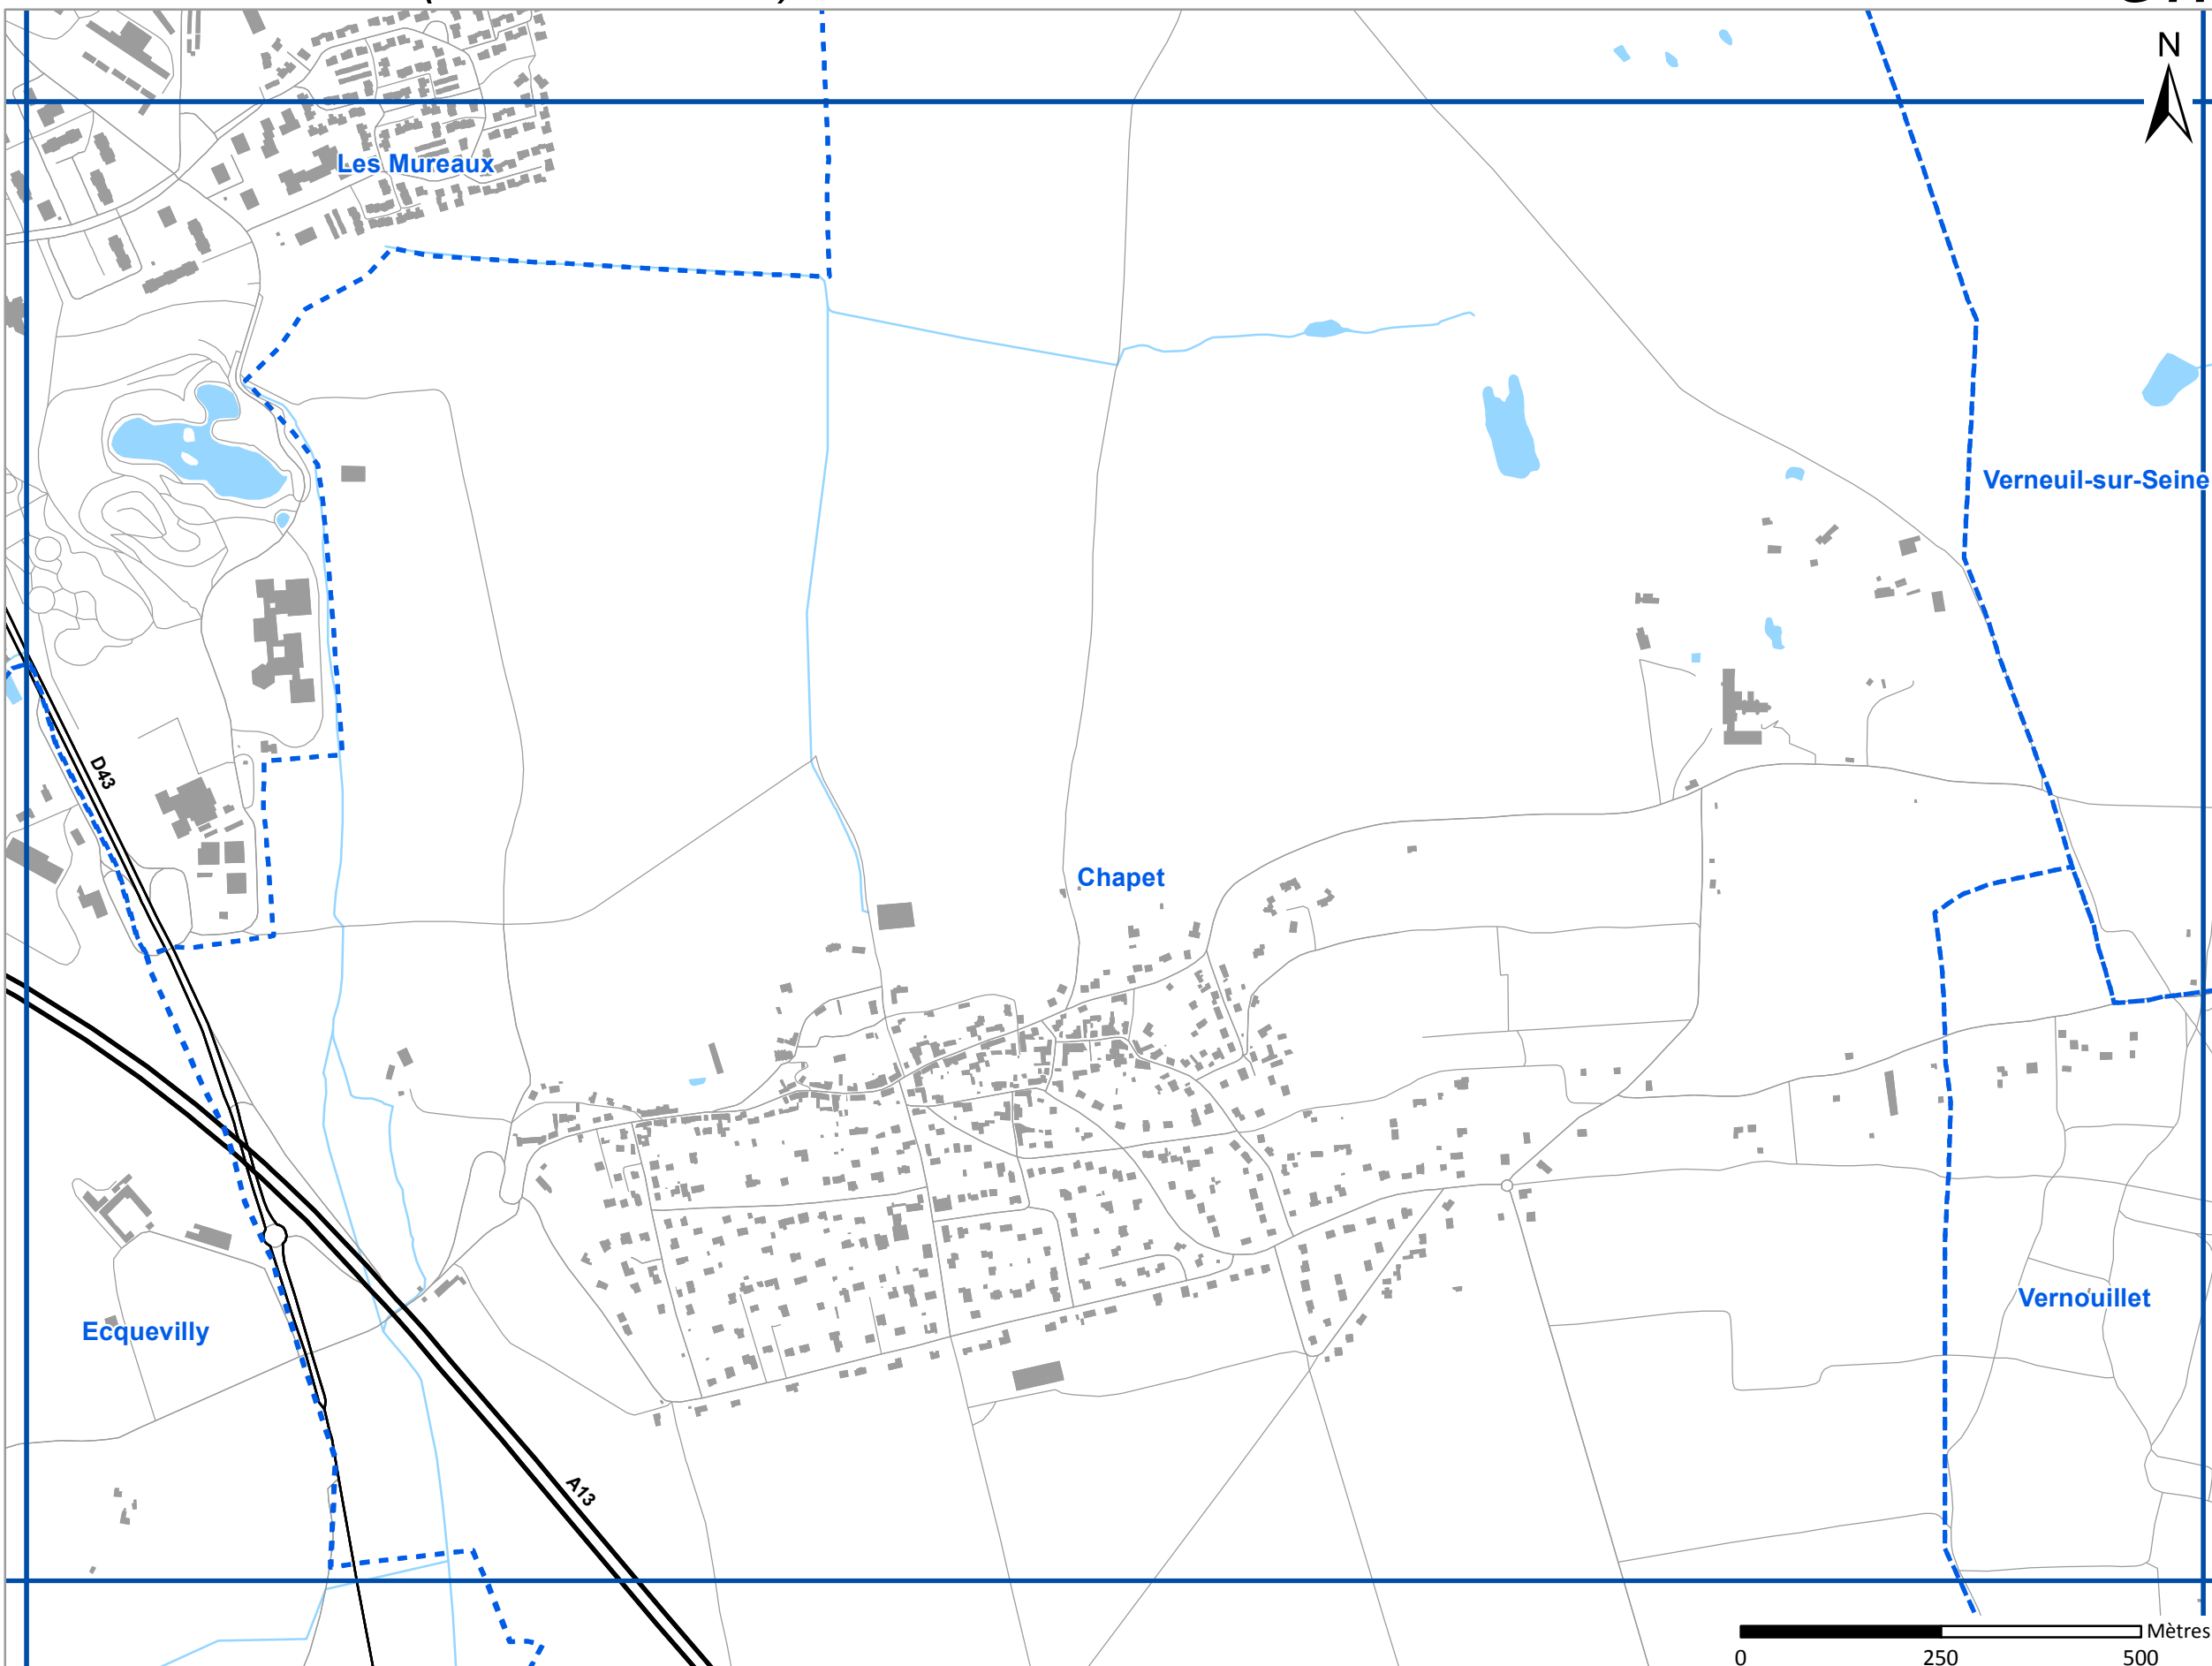 N
Les Mureaux
Verneuil-sur-Seine
D43
Chapet
Vernouillet
Ecquevilly
A13
Mètres
0 250 500